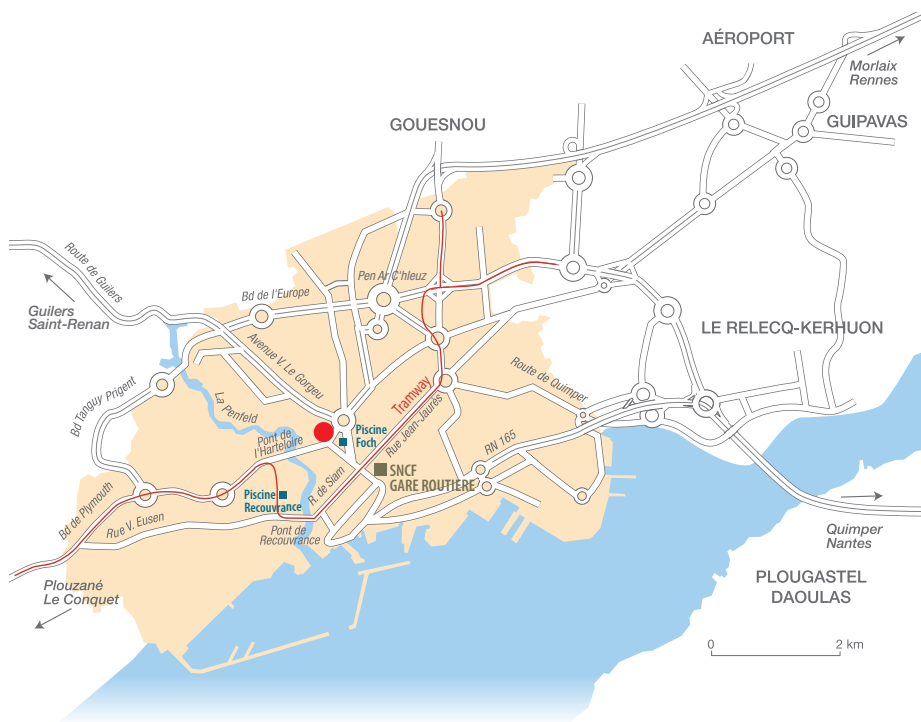 AÉROPORT
Morlaix
Rennes
GUIPAVAS
GOUESNOU
Route de Guilers
Pen Ar C'hleuz
Bd de l'Europe
Guilers
Saint-Renan
LE RELECQ-KERHUON
Avenue V. Le Gorgeu
Route de Quimper
Bd Tanguy Prigent
La Penfeld
Tramway
Rue Jean-Jaurès
Pont de
l'Harteloire
Piscine
Foch
RN 165
SNCF
GARE ROUTIÈRE
R. de Siam
Bd de Plymouth
Piscine
Recouvrance
Rue V. Eusen
Pont de
Recouvrance
Quimper
Nantes
Plouzané
Le Conquet
PLOUGASTEL
DAOULAS
0 2 km